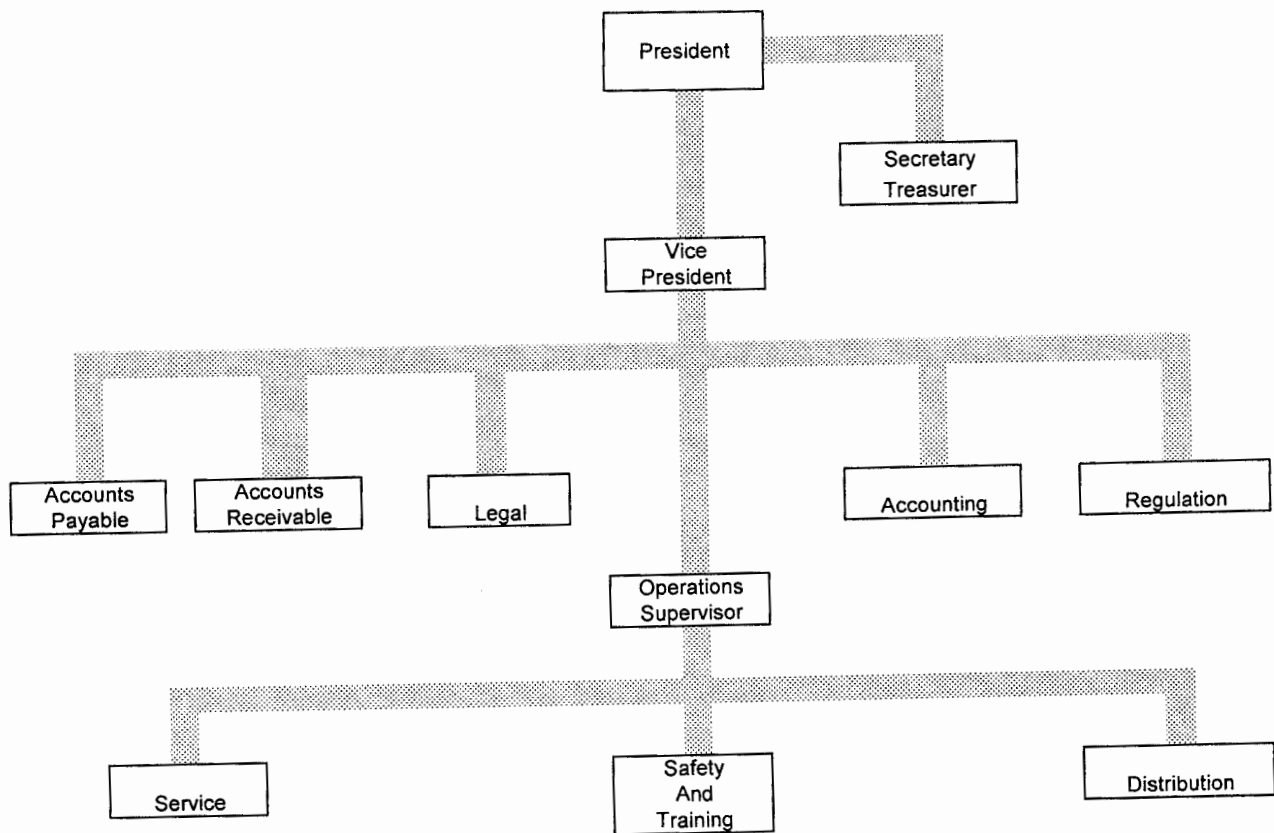 President
Secretary
Treasurer
Vice
President
Accounts
Payable
Accounts
Receivable
Legal
Accounting
Regulation
Operations
Supervisor
Service
Safety
And
Training
Distribution